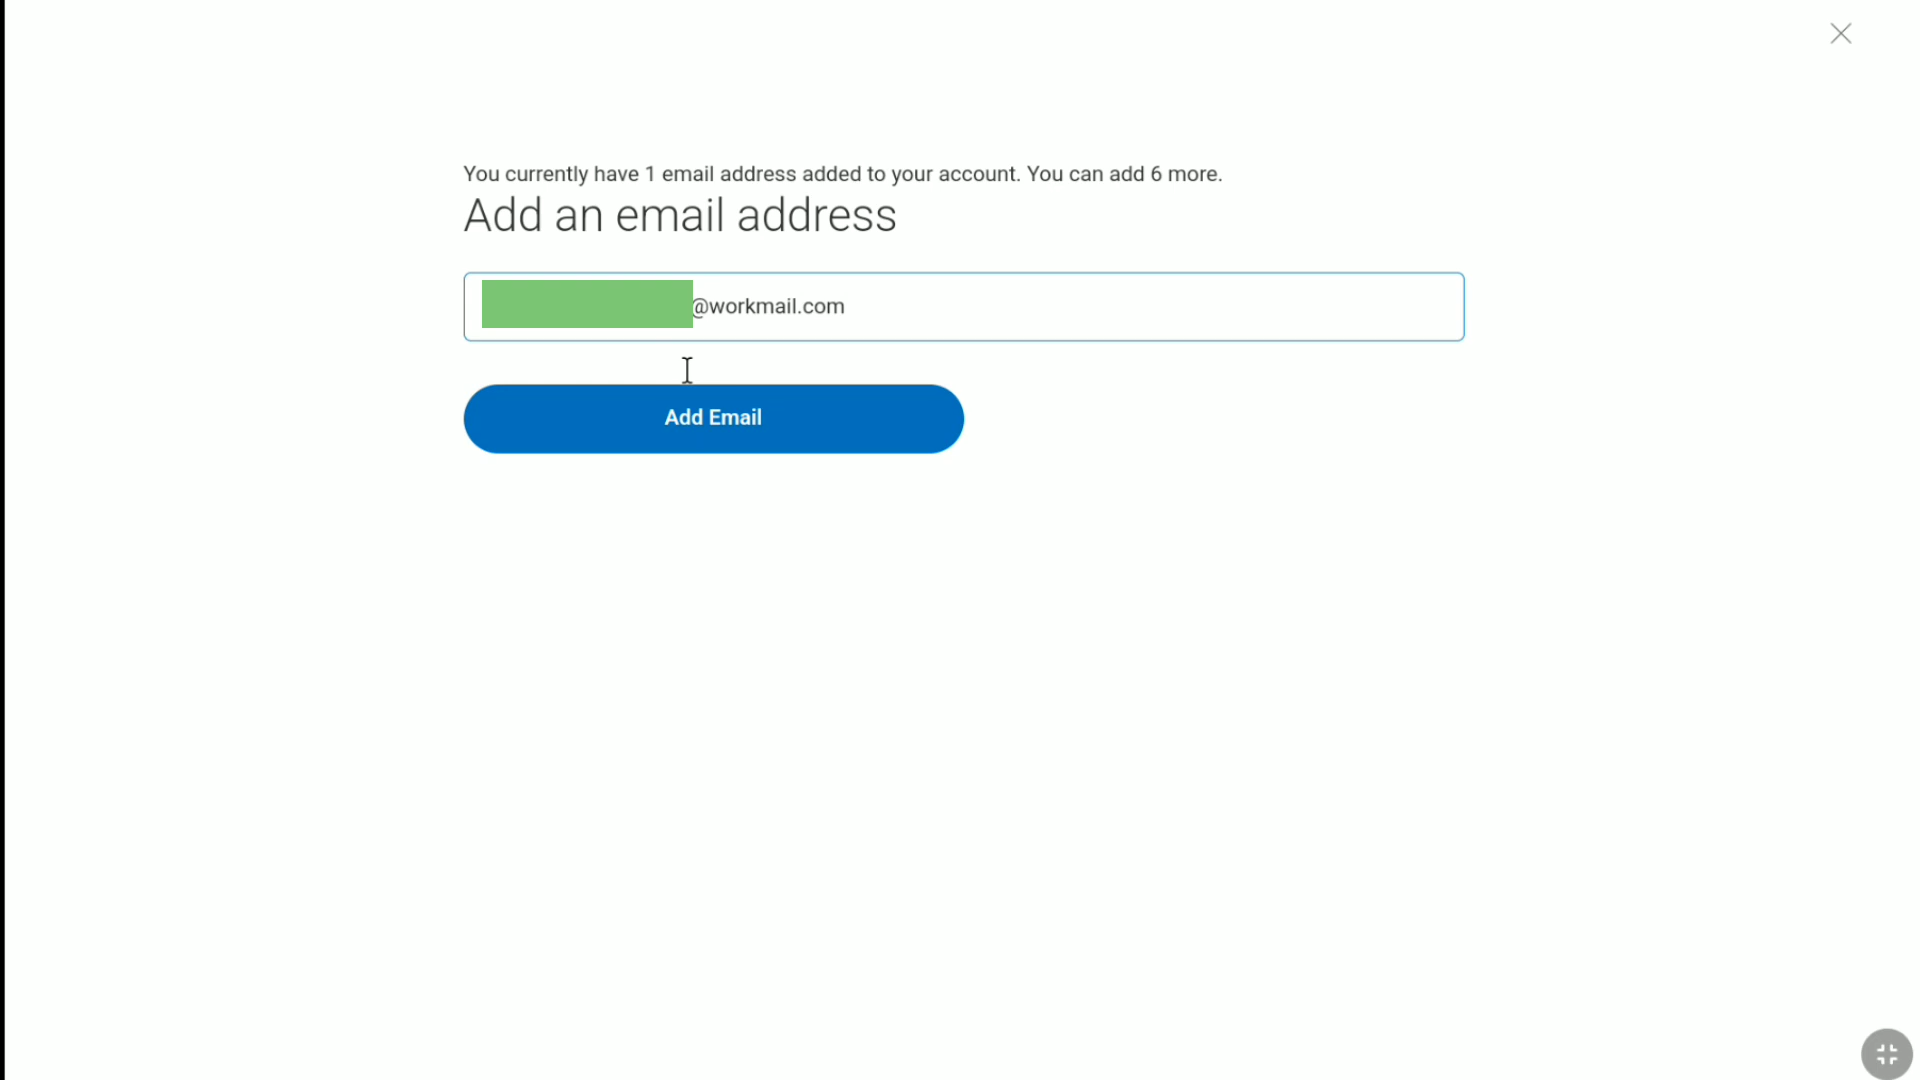 You currently have 1 email address added to your account. You can add 6 more.
Add an email address
@workmail.com
Add Email